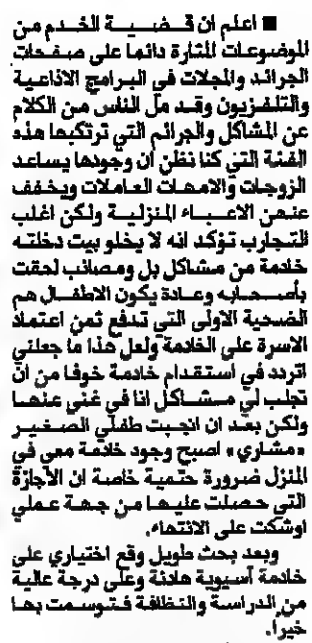 ■ اعلم ان قضية الخدم من
الموضوعات المثارة دائما على صفحات
الجرائد والمجلات في البرامج الاذاعية
والتلفزيون وقد مل الناس من الكلام
عن المشاكل والجرائم التي ترتكبها هذه
الفئة التي كنا نظن ان وجودها يساعد
الزوجات والامهات العاملات ويخفف
عنهن الاعباء المنزلية ولكن اغلب
التجارب تؤكد انه لا يخلو بيت دخلته
خادمة من مشاكل بل ومصائب لحقت
بأصحابه وعادة يكون الاطفال هم
الضحية الاولى التي تدفع ثمن اعتماد
الاسرة على الخادمة ولعل هذا ما جعلني
اتردد في استقدام خادمة خوفا من ان
تجلب لي مشاكل انا في غنى عنها
ولكن بعد ان انجبت طفلي الصغير
«مشاري» اصبح وجود خادمة معي في
المنزل ضرورة حتمية خاصة ان الأجازة
التي حصلت عليها من جهة عملي
اوشكت على الانتهاء.
وبعد بحث طويل وقع اختياري على
خادمة آسيوية هادئة وعلى درجة عالية
من الدراسة والنظافة فتوسمت بها
خيرا.